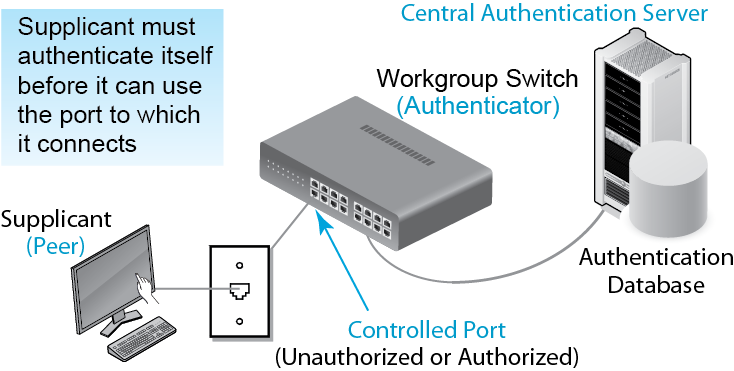 Supplicant must
authenticate itself
before it can use
the port to which
it connects
Central Authentication Server
Workgroup Switch
(Authenticator)
Supplicant
(Peer)
Authentication
Database
Controlled Port
(Unauthorized or Authorized)